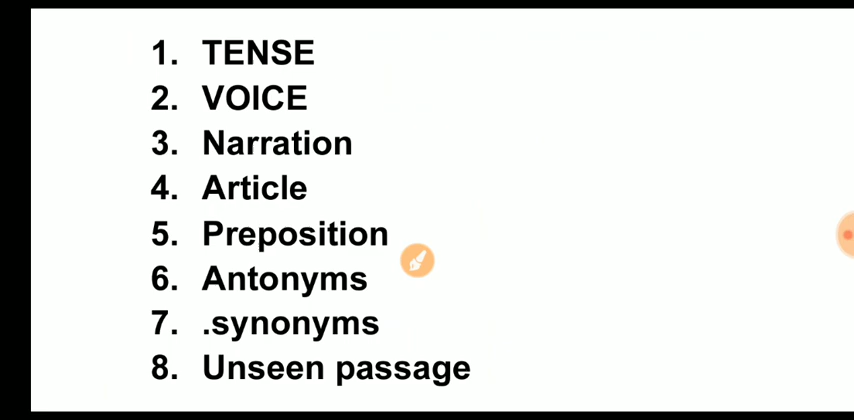 1. TENSE
2. VOICE
3. Narration
4. Article
5. Preposition
6. Antonyms
7. .synonyms
8. Unseen passage